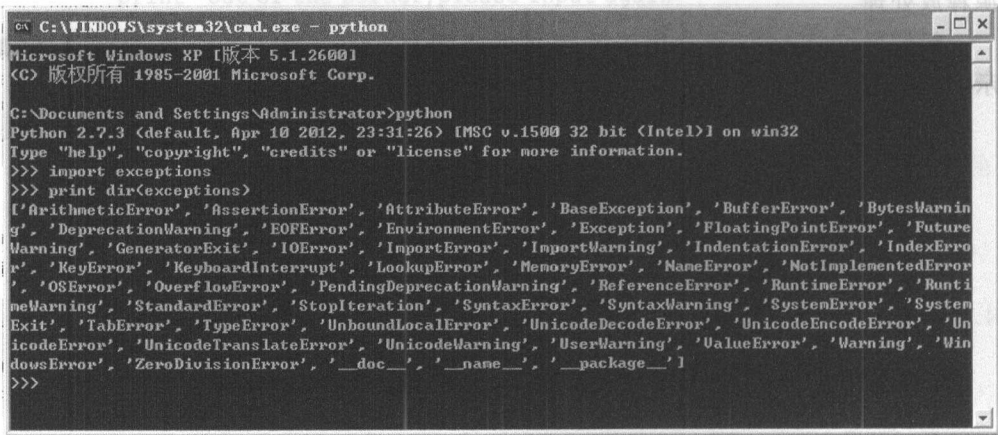 C:\WINDOWS\system32\cmd.exe - python
Microsoft Windows XP [版本 5.1.2600]
(C) 版权所有 1985-2001 Microsoft Corp.
C:\Documents and Settings\Administrator>python
Python 2.7.3 (default, Apr 10 2012, 23:31:26) [MSC v.1500 32 bit (Intel)] on win32
Type "help", "copyright", "credits" or "license" for more information.
>>> import exceptions
>>> print dir(exceptions)
['ArithmeticError', 'AssertionError', 'AttributeError', 'BaseException', 'BufferError', 'BytesWarnin
g', 'DeprecationWarning', 'EOFError', 'EnvironmentError', 'Exception', 'FloatingPointError', 'Future
Warning', 'GeneratorExit', 'IOError', 'ImportError', 'ImportWarning', 'IndentationError', 'IndexErro
r', 'KeyError', 'KeyboardInterrupt', 'LookupError', 'MemoryError', 'NameError', 'NotImplementedError
', 'OSError', 'OverflowError', 'PendingDeprecationWarning', 'ReferenceError', 'RuntimeError', 'Runti
meWarning', 'StandardError', 'StopIteration', 'SyntaxError', 'SyntaxWarning', 'SystemError', 'System
Exit', 'TabError', 'TypeError', 'UnboundLocalError', 'UnicodeDecodeError', 'UnicodeEncodeError', 'Un
icodeError', 'UnicodeTranslateError', 'UnicodeWarning', 'UserWarning', 'ValueError', 'Warning', 'Win
dowsError', 'ZeroDivisionError', '__doc__', '__name__', '__package__']
>>>